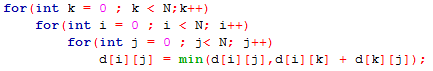 for(int k = 0 ; k < N;k++)
for(int i = 0 ; i < N; i++)
for(int j = 0 ; j< N; j++)
d[i][j] = min(d[i][j],d[i][k] + d[k][j]);